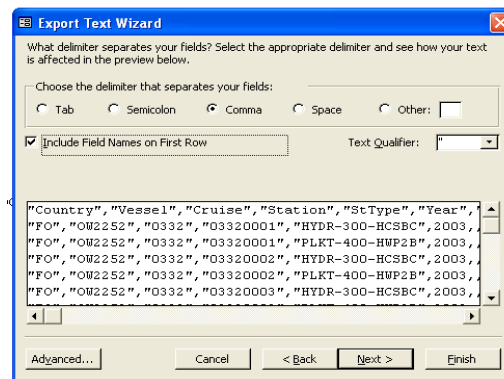 Export Text Wizard
What delimiter separates your fields? Select the appropriate delimiter and see how your text
is affected in the preview below.
Choose the delimiter that separates your fields:
Tab Semicolon Comma Space Other:
Include Field Names on First Row Text Qualifier: "
"Country","Vessel","Cruise","Station","StType","Year","
"FO","OW2252","0332","03320001","HYDR-300-HCSBC",2003,
"FO","OW2252","0332","03320001","PLKT-400-HWP2B",2003,
"FO","OW2252","0332","03320002","HYDR-300-HCSBC",2003,
"FO","OW2252","0332","03320002","PLKT-400-HWP2B",2003,
"FO","OW2252","0332","03320003","HYDR-300-HCSBC",2003,
Advanced... Cancel < Back Next > Finish